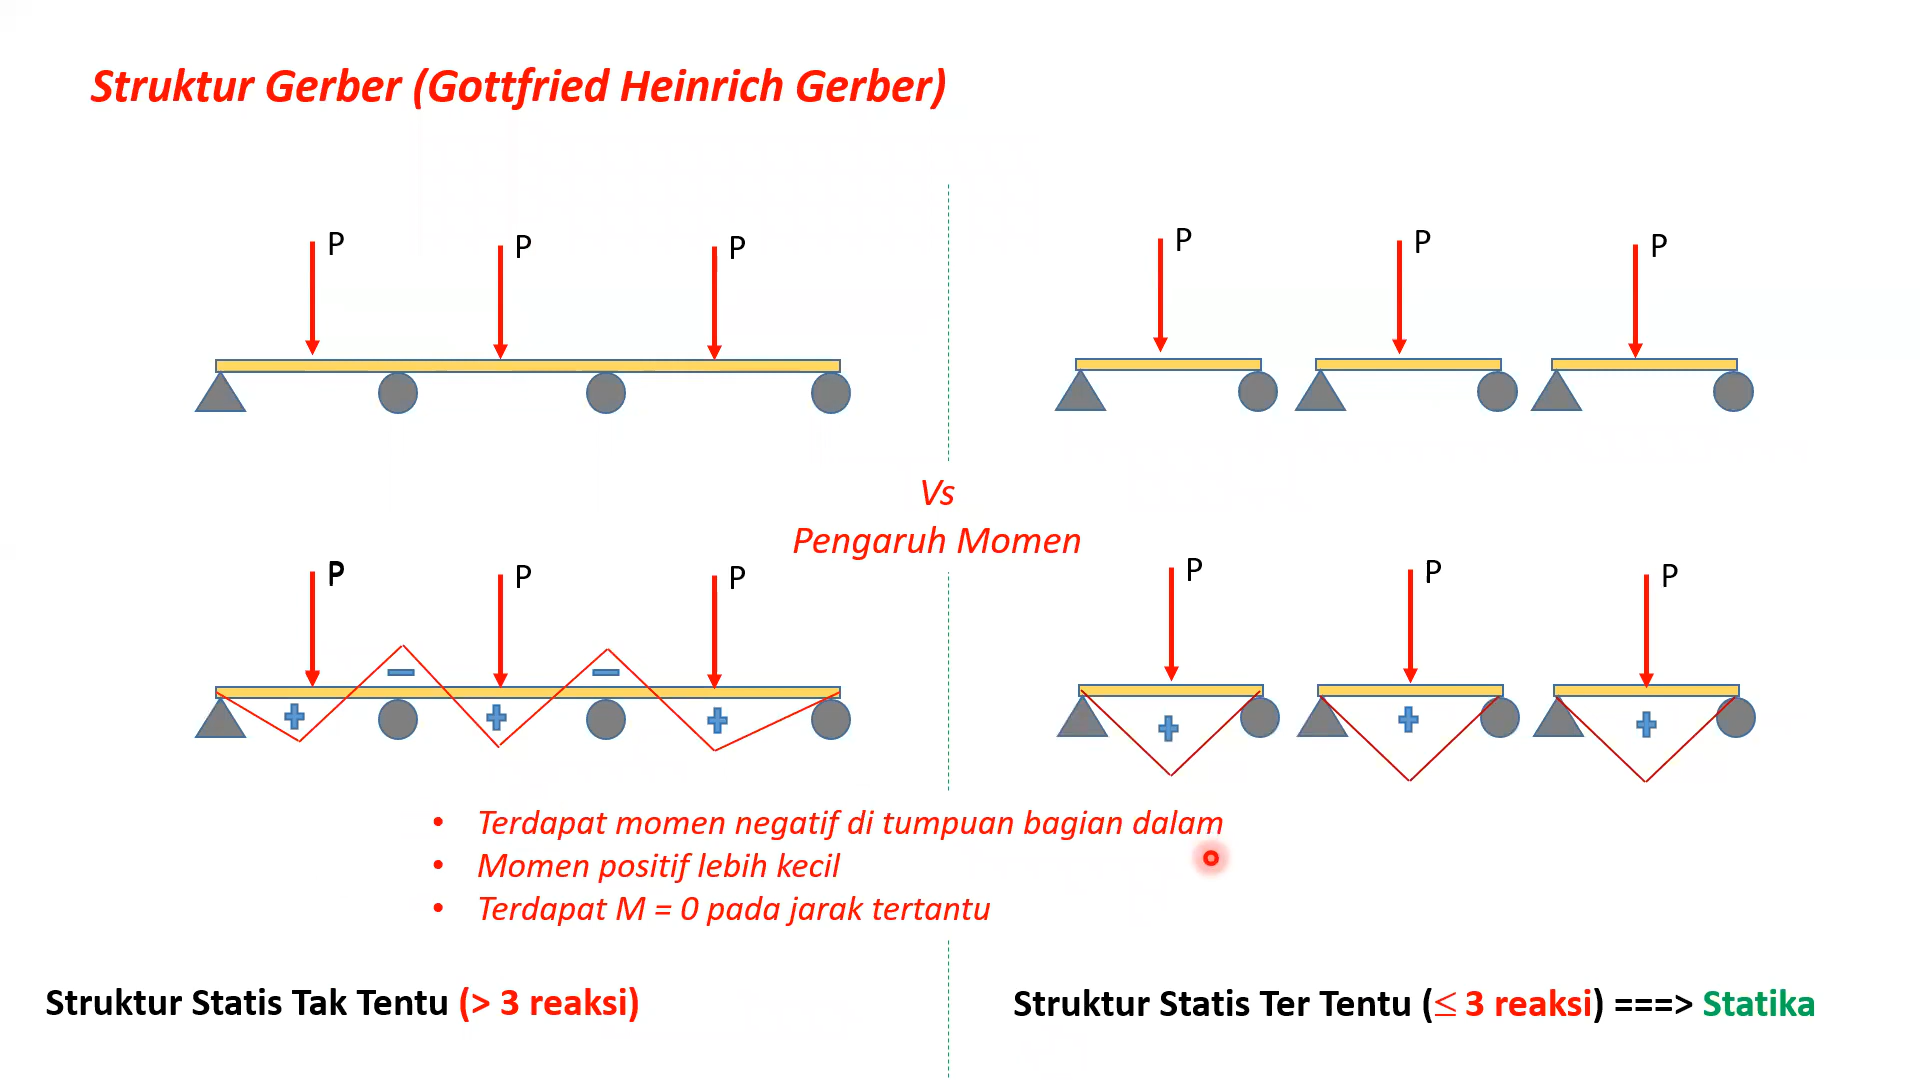 Struktur Gerber (Gottfried Heinrich Gerber)
P P P P P P
Vs
Pengaruh Momen
P P P P P P
• Terdapat momen negatif di tumpuan bagian dalam
• Momen positif lebih kecil
• Terdapat M = 0 pada jarak tertantu
Struktur Statis Tak Tentu (> 3 reaksi)
Struktur Statis Ter Tentu (≤ 3 reaksi) ===> Statika